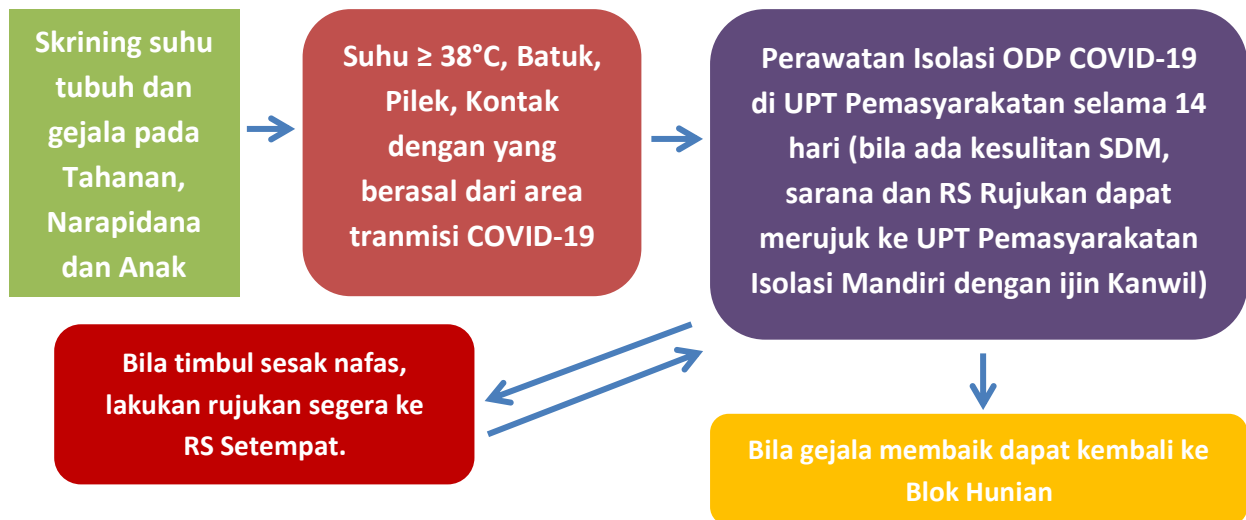 Skrining suhu
tubuh dan
gejala pada
Tahanan,
Narapidana
dan Anak
Suhu ≥ 38°C, Batuk,
Pilek, Kontak
dengan yang
berasal dari area
tranmisi COVID-19
Perawatan Isolasi ODP COVID-19
di UPT Pemasyarakatan selama 14
hari (bila ada kesulitan SDM,
sarana dan RS Rujukan dapat
merujuk ke UPT Pemasyarakatan
Isolasi Mandiri dengan ijin Kanwil)
Bila timbul sesak nafas,
lakukan rujukan segera ke
RS Setempat.
Bila gejala membaik dapat kembali ke
Blok Hunian